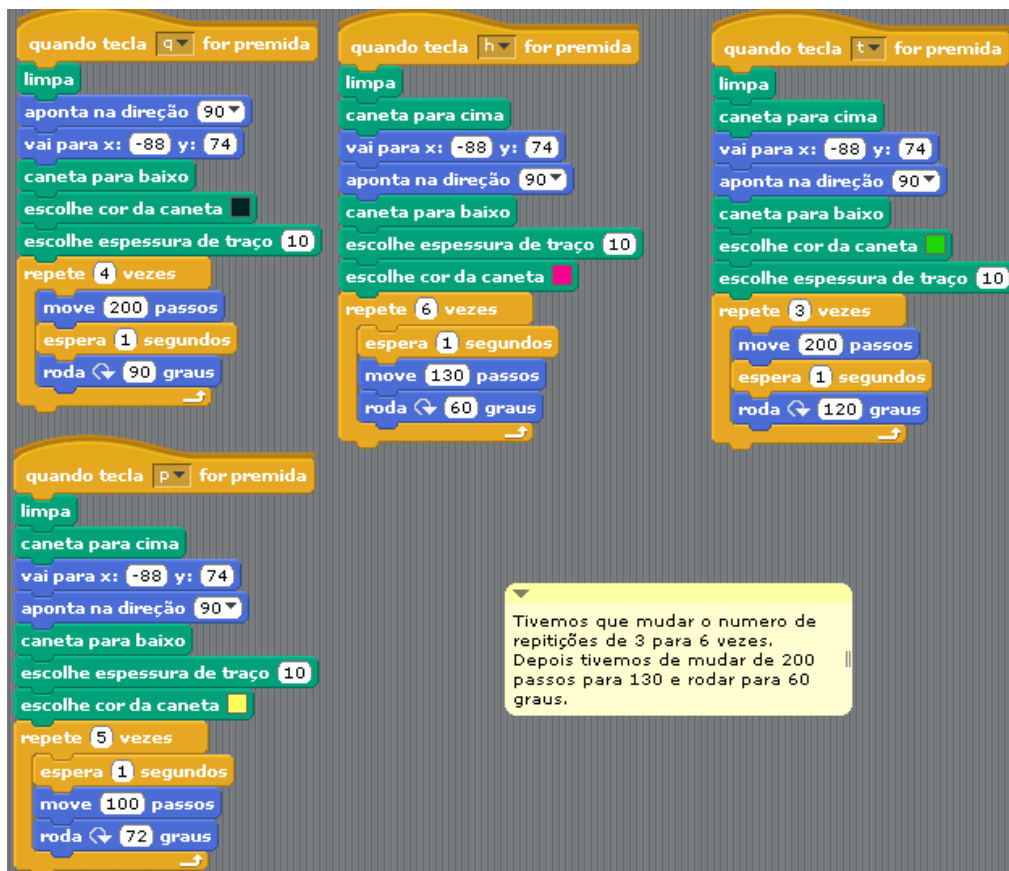 quando tecla q for premida
limpa
aponta na direção 90
vai para x: -88 y: 74
caneta para baixo
escolhe cor da caneta
escolhe espessura de traço 10
repete 4 vezes
move 200 passos
espera 1 segundos
roda 90 graus
quando tecla h for premida
limpa
caneta para cima
vai para x: -88 y: 74
aponta na direção 90
caneta para baixo
escolhe espessura de traço 10
escolhe cor da caneta
repete 6 vezes
espera 1 segundos
move 130 passos
roda 60 graus
quando tecla t for premida
limpa
caneta para cima
vai para x: -88 y: 74
aponta na direção 90
caneta para baixo
escolhe cor da caneta
escolhe espessura de traço 10
repete 3 vezes
move 200 passos
espera 1 segundos
roda 120 graus
quando tecla p for premida
limpa
caneta para cima
vai para x: -88 y: 74
aponta na direção 90
caneta para baixo
escolhe espessura de traço 10
escolhe cor da caneta
repete 5 vezes
espera 1 segundos
move 100 passos
roda 72 graus
Tivemos que mudar o numero de
repitições de 3 para 6 vezes.
Depois tivemos de mudar de 200
passos para 130 e rodar para 60
graus.